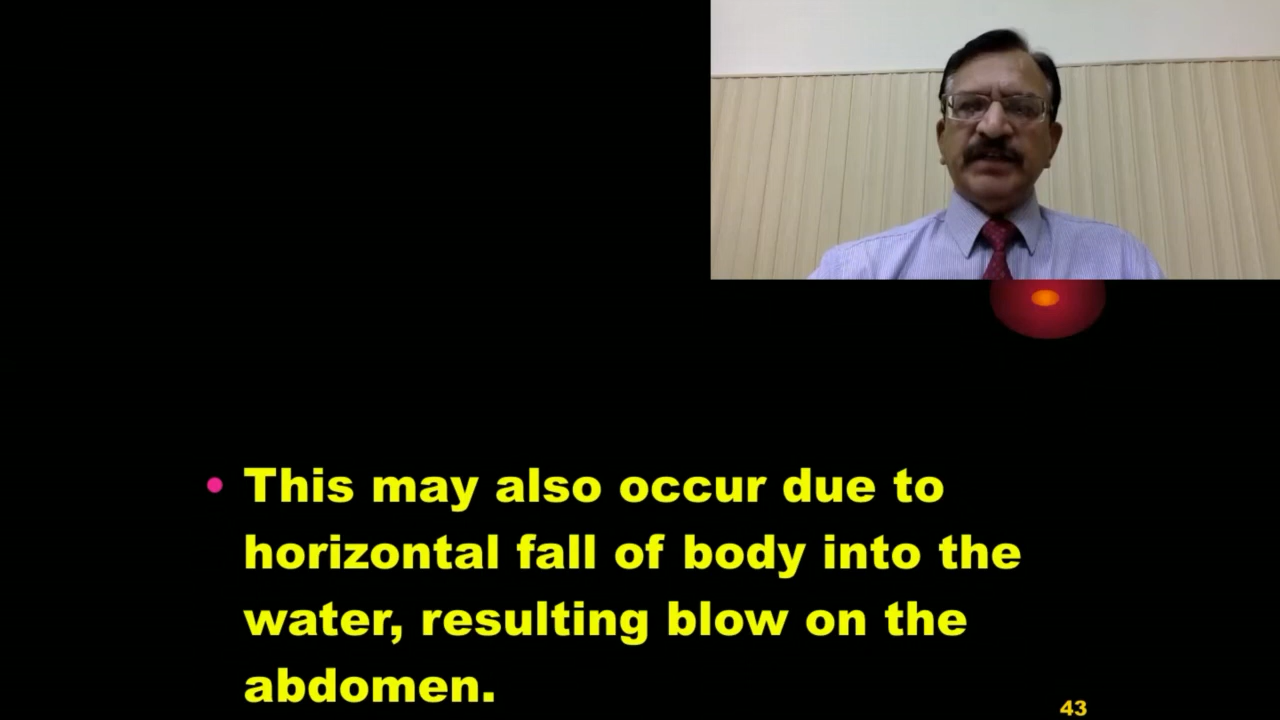 • This may also occur due to
horizontal fall of body into the
water, resulting blow on the
abdomen.
43